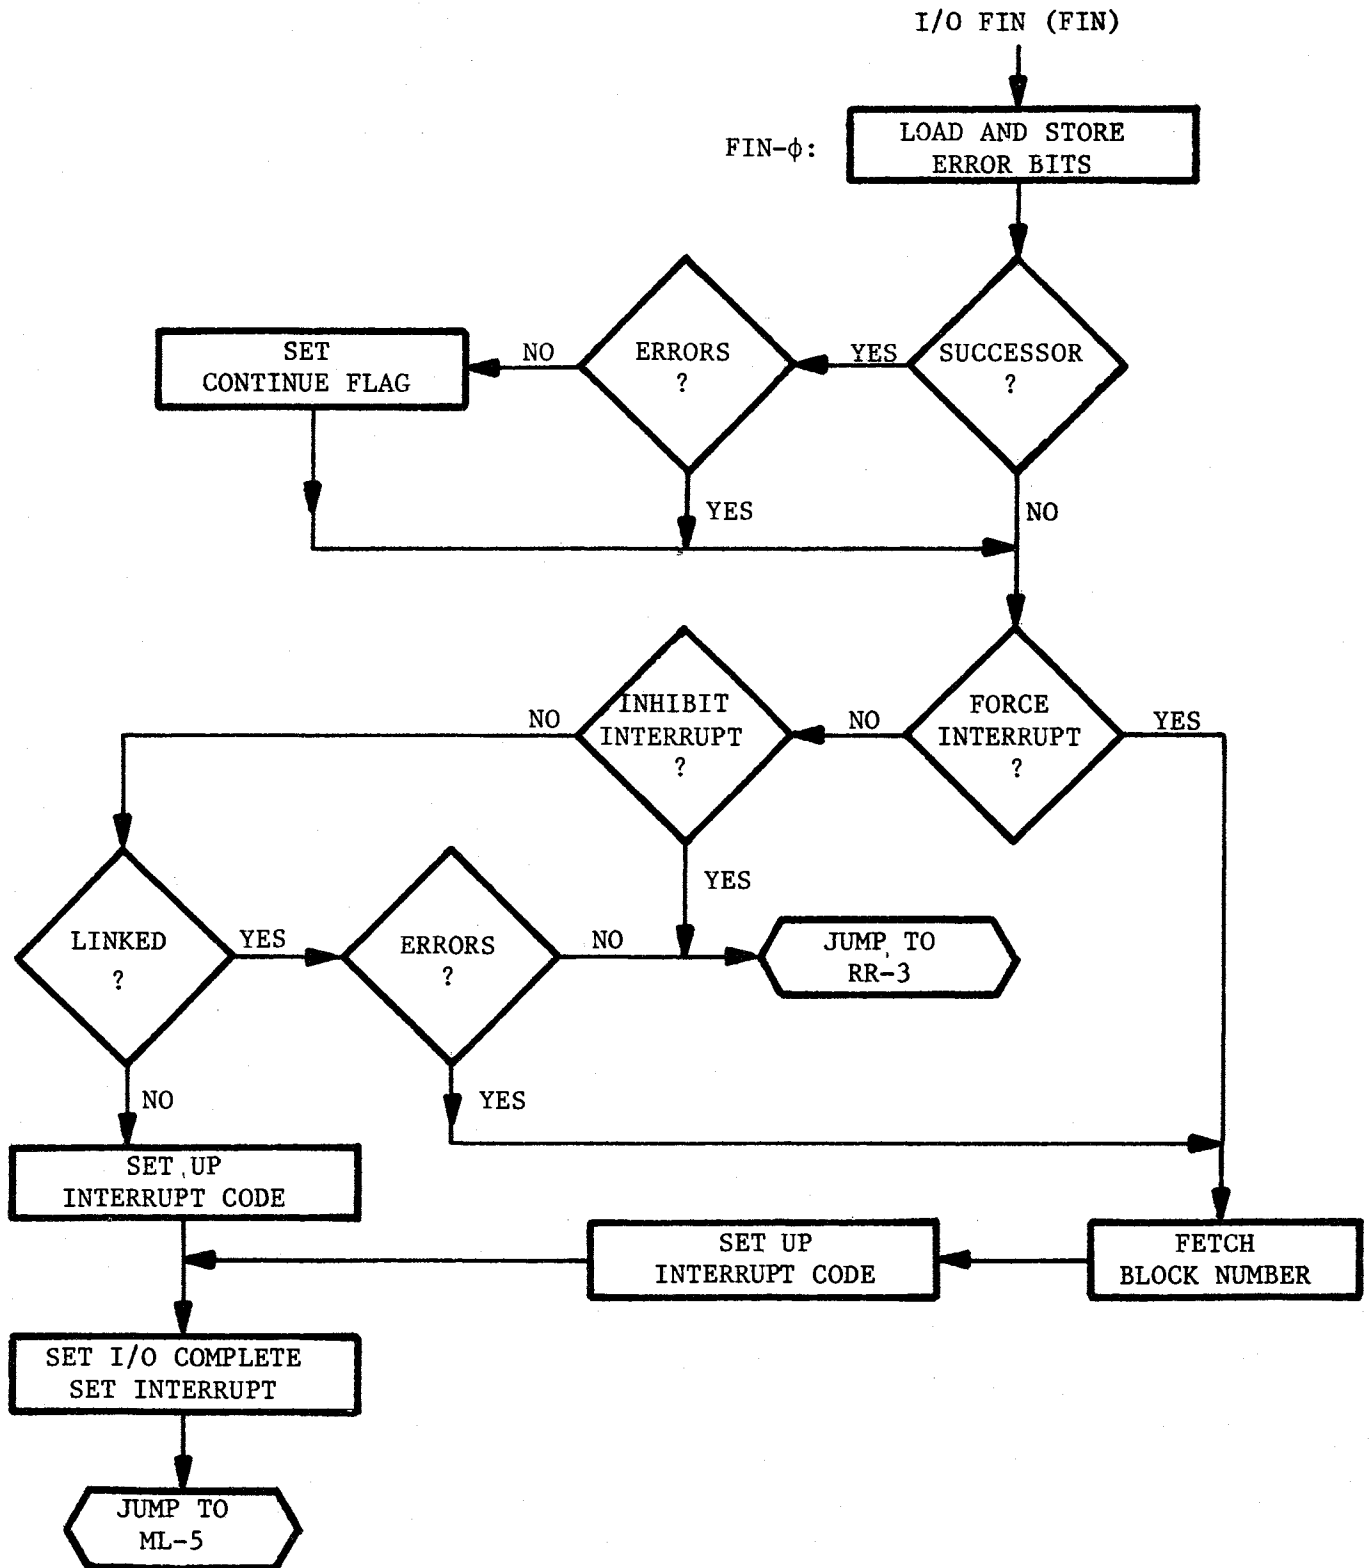 I/O FIN (FIN)
FIN-ϕ:
LOAD AND STORE
ERROR BITS
SUCCESSOR
?
YES
ERRORS
?
NO
SET
CONTINUE FLAG
YES
NO
FORCE
INTERRUPT
?
YES
NO
INHIBIT
INTERRUPT
?
NO
YES
LINKED
?
YES
ERRORS
?
NO
JUMP TO
RR-3
NO
YES
SET UP
INTERRUPT CODE
FETCH
BLOCK NUMBER
SET UP
INTERRUPT CODE
SET I/O COMPLETE
SET INTERRUPT
JUMP TO
ML-5